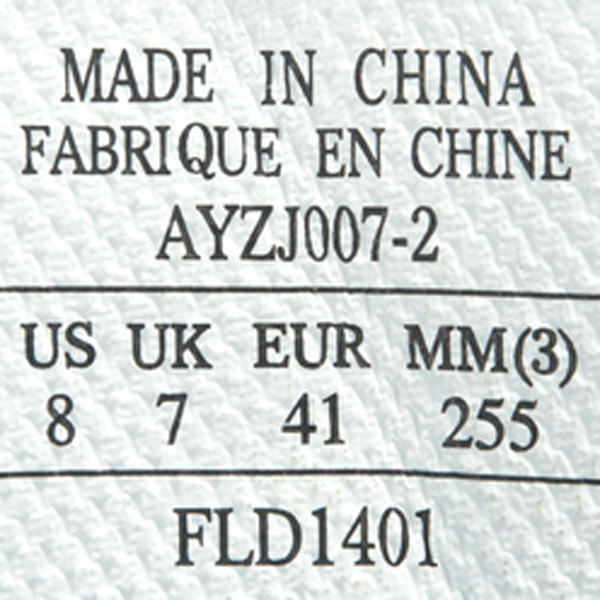 MADE IN CHINA
FABRIQUE EN CHINE
AYZJ007-2
US UK EUR MM(3)
8 7 41 255
FLD1401